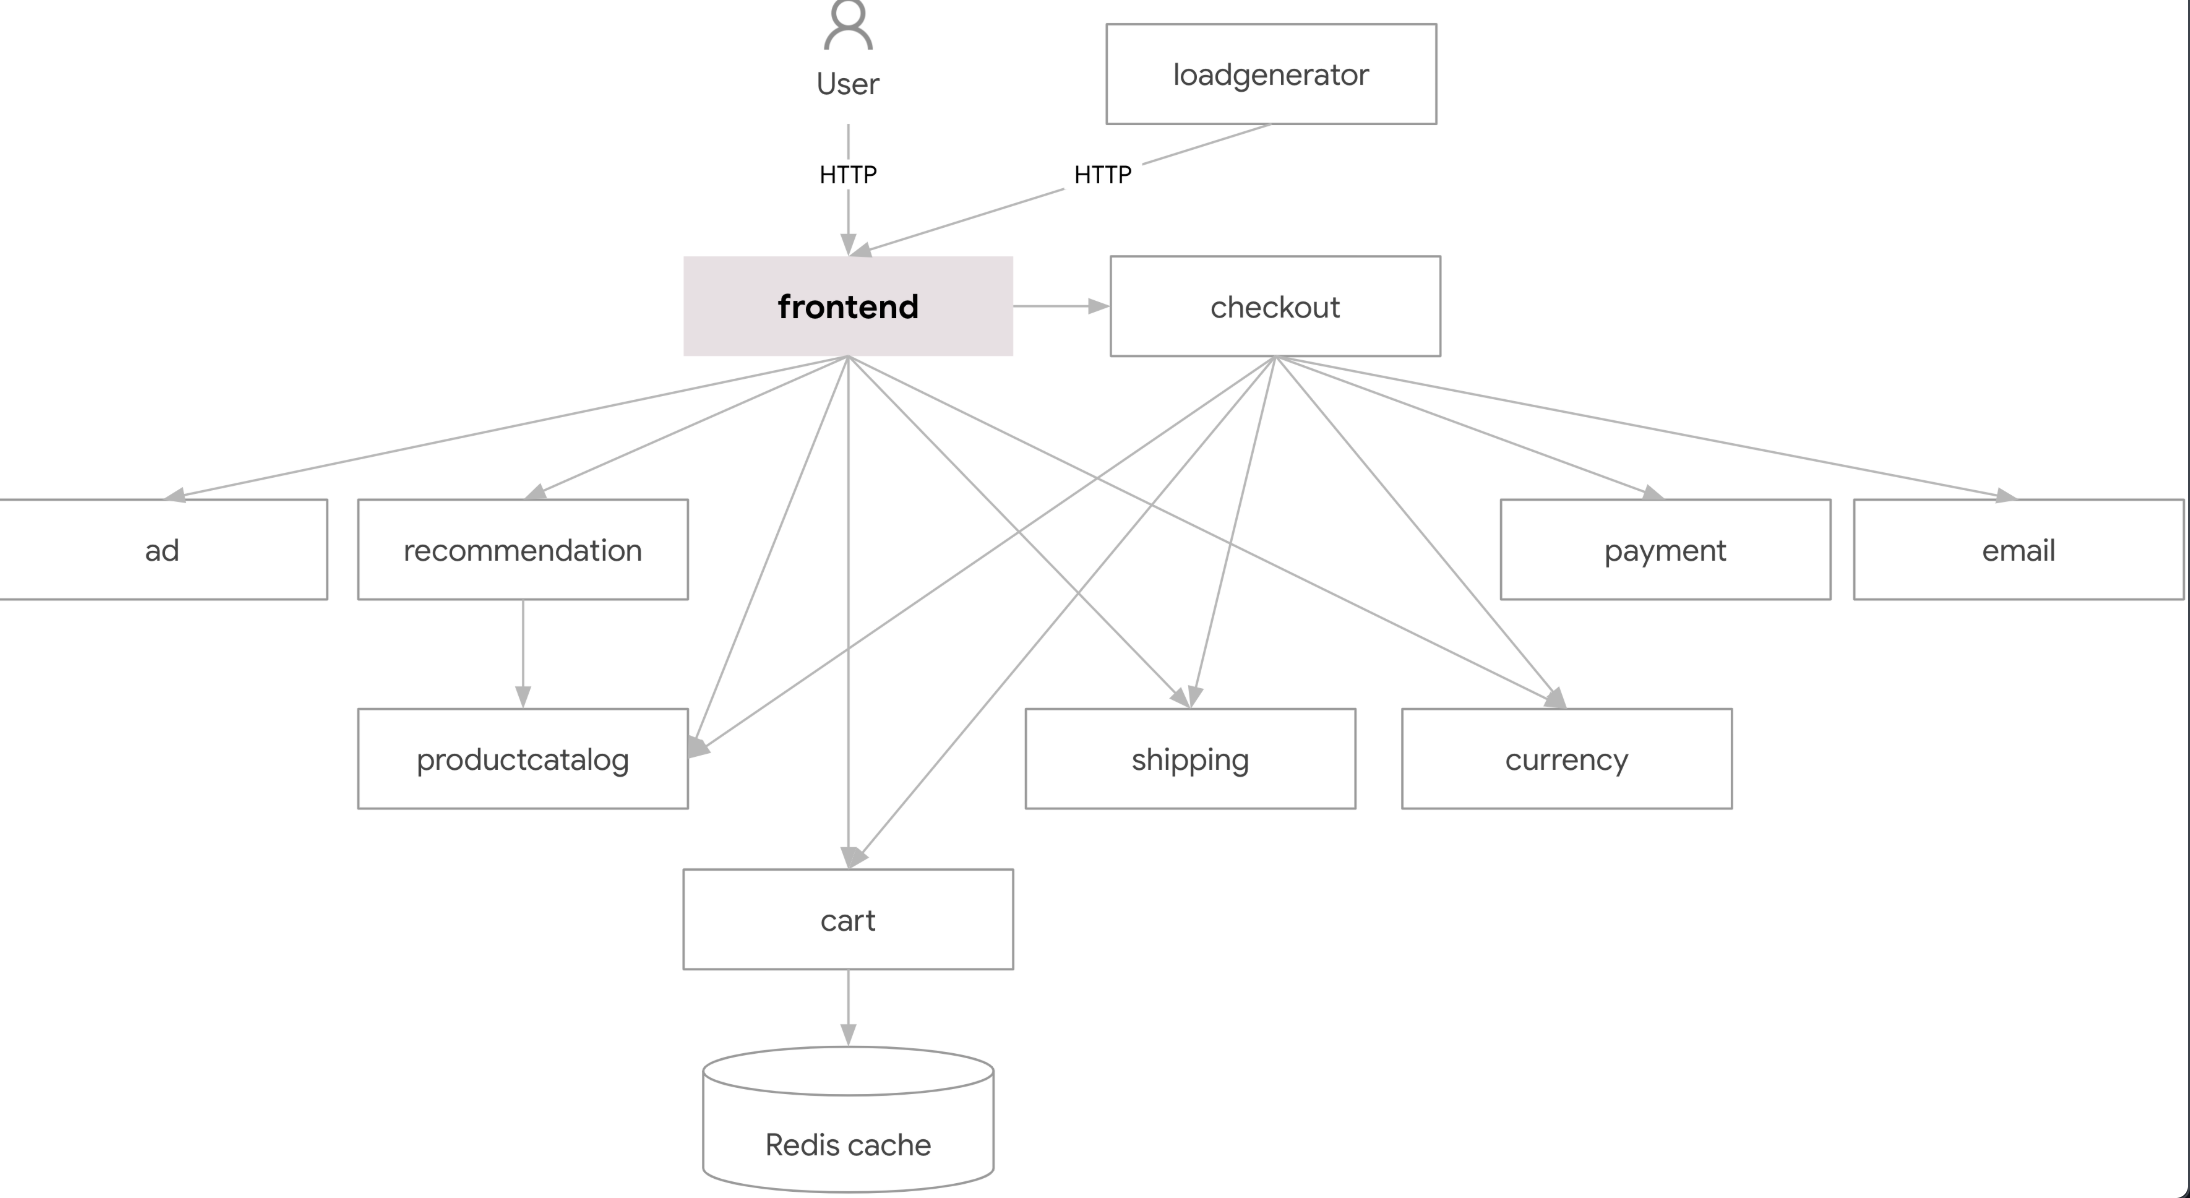 User
loadgenerator
HTTP
HTTP
frontend
checkout
ad
recommendation
payment
email
productcatalog
shipping
currency
cart
Redis cache